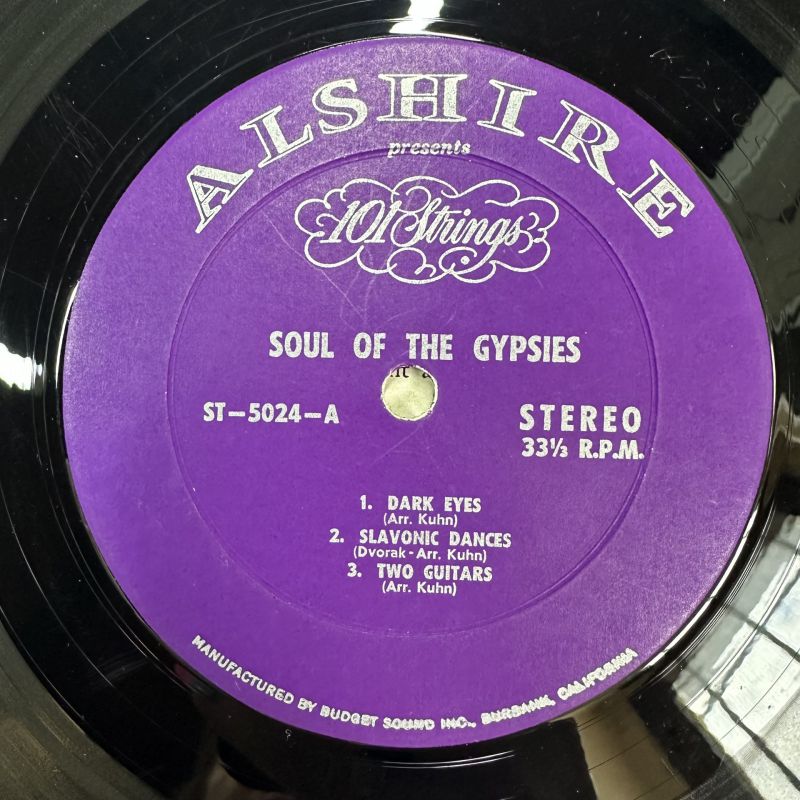 ALSHIRE
presents
101 Strings
SOUL OF THE GYPSIES
ST-5024-A
STEREO
33⅓ R.P.M.
1. DARK EYES
(Arr. Kuhn)
2. SLAVONIC DANCES
(Dvorak-Arr. Kuhn)
3. TWO GUITARS
(Arr. Kuhn)
MANUFACTURED BY BUDGET SOUND INC., BURBANK, CALIFORNIA